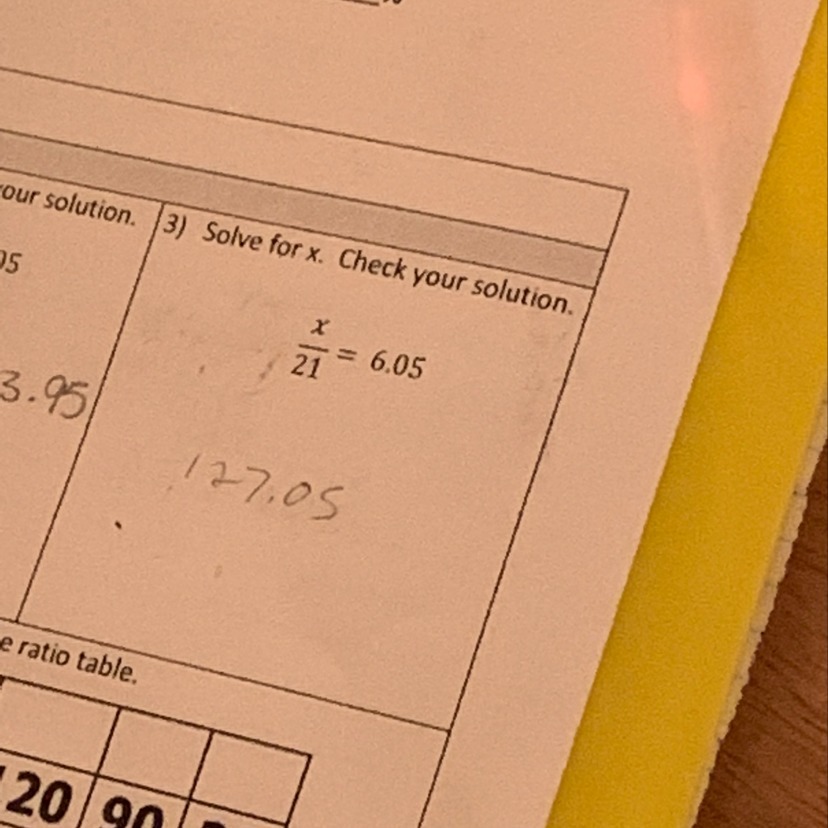 our solution.
3) Solve for x. Check your solution.
05
x
21
= 6.05
3.95
127.05
e ratio table.
120 90